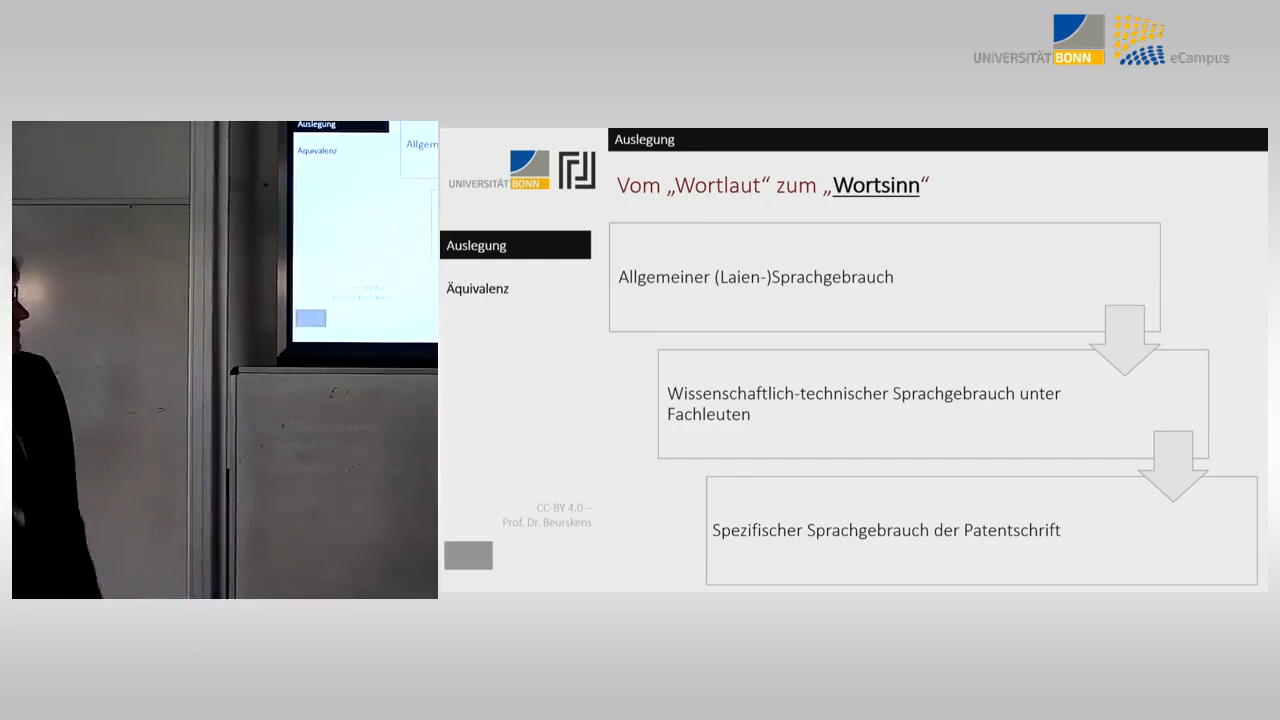 UNIVERSITÄT BONN eCampus
Auslegung
Äquivalenz
Allgem
UNIVERSITÄT BONN
Auslegung
Äquivalenz
CC-BY 4.0 –
Prof. Dr. Beurskens
Auslegung
Vom „Wortlaut“ zum „Wortsinn“
Allgemeiner (Laien-)Sprachgebrauch
Wissenschaftlich-technischer Sprachgebrauch unter
Fachleuten
Spezifischer Sprachgebrauch der Patentschrift